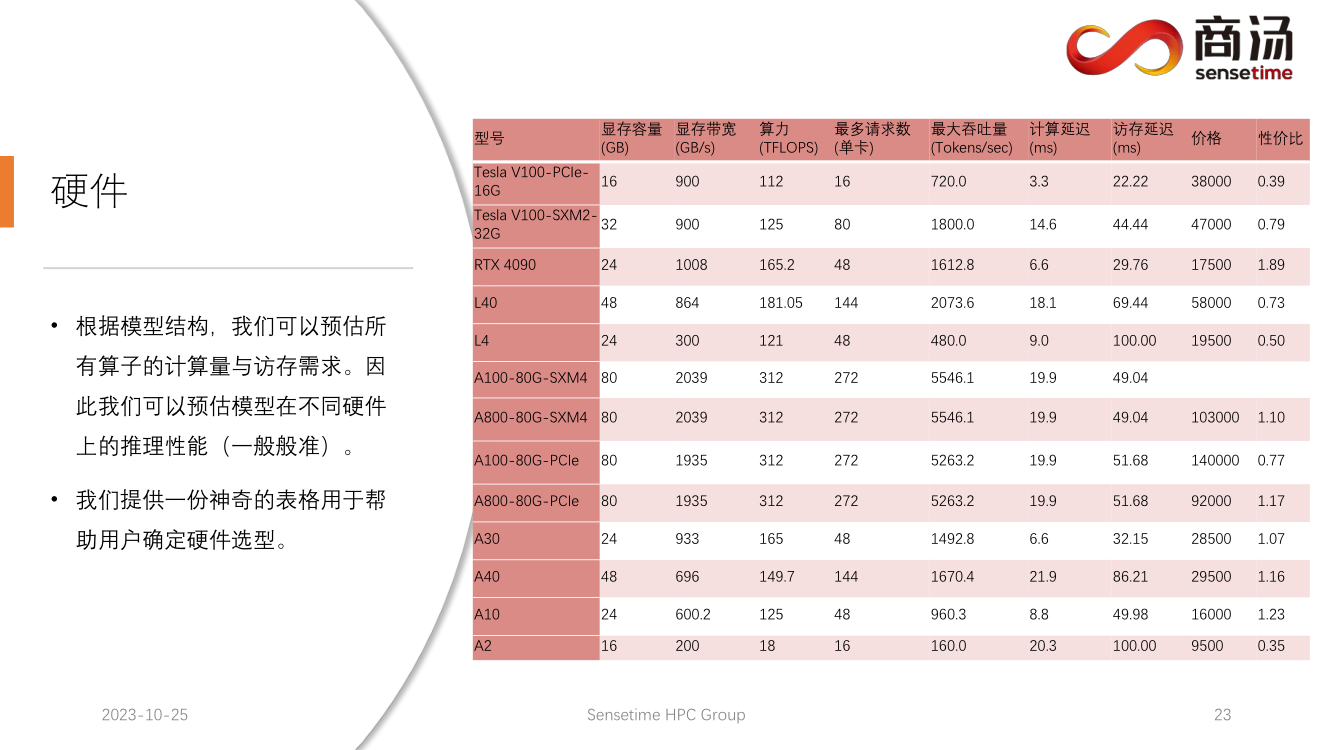 商汤
sensetime
硬件
• 根据模型结构，我们可以预估所
有算子的计算量与访存需求。因
此我们可以预估模型在不同硬件
上的推理性能（一般般准）。
• 我们提供一份神奇的表格用于帮
助用户确定硬件选型。
型号 显存容量(GB) 显存带宽(GB/s) 算力(TFLOPS) 最多请求数(单卡) 最大吞吐量(Tokens/sec) 计算延迟(ms) 访存延迟(ms) 价格 性价比
Tesla V100-PCIe-16G 16 900 112 16 720.0 3.3 22.22 38000 0.39
Tesla V100-SXM2-32G 32 900 125 80 1800.0 14.6 44.44 47000 0.79
RTX 4090 24 1008 165.2 48 1612.8 6.6 29.76 17500 1.89
L40 48 864 181.05 144 2073.6 18.1 69.44 58000 0.73
L4 24 300 121 48 480.0 9.0 100.00 19500 0.50
A100-80G-SXM4 80 2039 312 272 5546.1 19.9 49.04
A800-80G-SXM4 80 2039 312 272 5546.1 19.9 49.04 103000 1.10
A100-80G-PCIe 80 1935 312 272 5263.2 19.9 51.68 140000 0.77
A800-80G-PCIe 80 1935 312 272 5263.2 19.9 51.68 92000 1.17
A30 24 933 165 48 1492.8 6.6 32.15 28500 1.07
A40 48 696 149.7 144 1670.4 21.9 86.21 29500 1.16
A10 24 600.2 125 48 960.3 8.8 49.98 16000 1.23
A2 16 200 18 16 160.0 20.3 100.00 9500 0.35
2023-10-25
Sensetime HPC Group
23